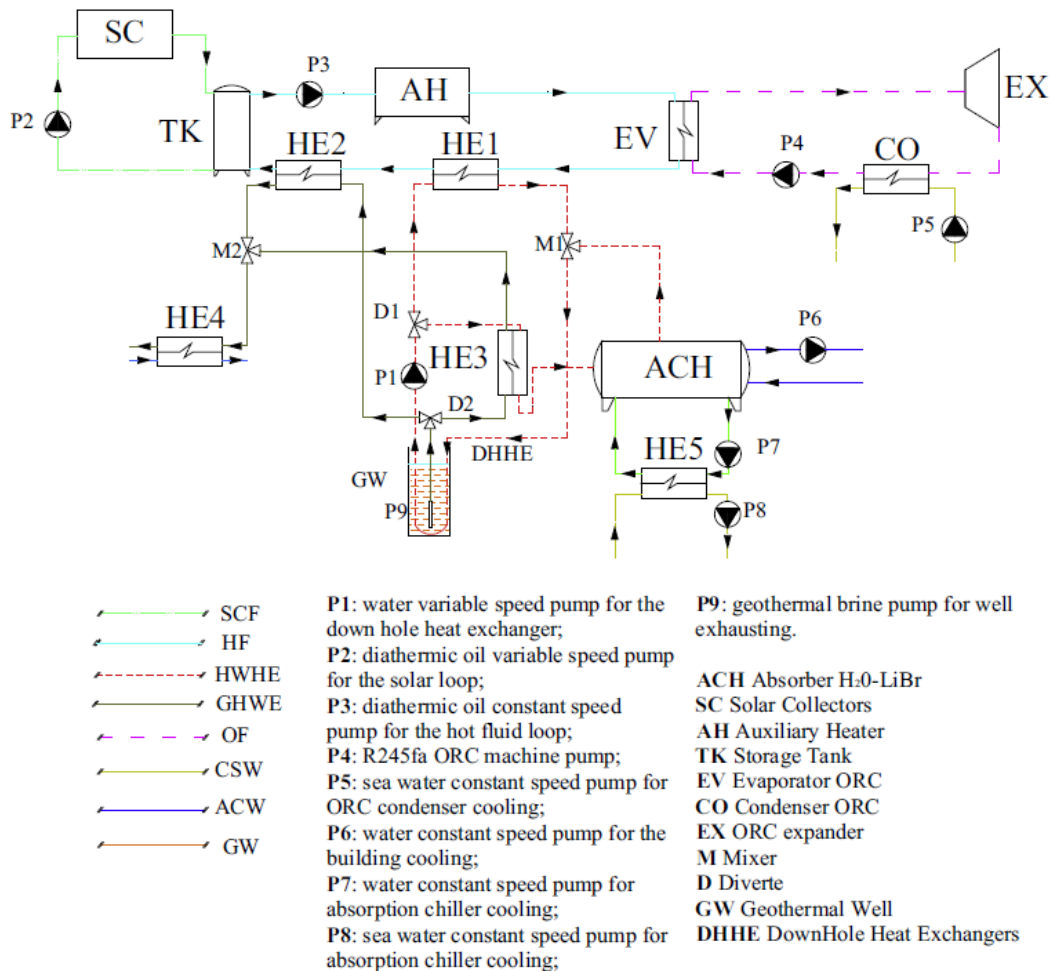 SC
P3
AH
EX
P2
TK
EV
P4
CO
HE2
HE1
P5
M2
M1
D1
HE4
HE3
P6
P1
ACH
D2
DHHE
HE5
P7
GW
P9
P8
SCF
HF
HWHE
GHWE
OF
CSW
ACW
GW
P1: water variable speed pump for the
down hole heat exchanger;
P2: diathermic oil variable speed pump
for the solar loop;
P3: diathermic oil constant speed
pump for the hot fluid loop;
P4: R245fa ORC machine pump;
P5: sea water constant speed pump for
ORC condenser cooling;
P6: water constant speed pump for the
building cooling;
P7: water constant speed pump for
absorption chiller cooling;
P8: sea water constant speed pump for
absorption chiller cooling;
P9: geothermal brine pump for well
exhausting.
ACH Absorber H₂0-LiBr
SC Solar Collectors
AH Auxiliary Heater
TK Storage Tank
EV Evaporator ORC
CO Condenser ORC
EX ORC expander
M Mixer
D Diverte
GW Geothermal Well
DHHE DownHole Heat Exchangers